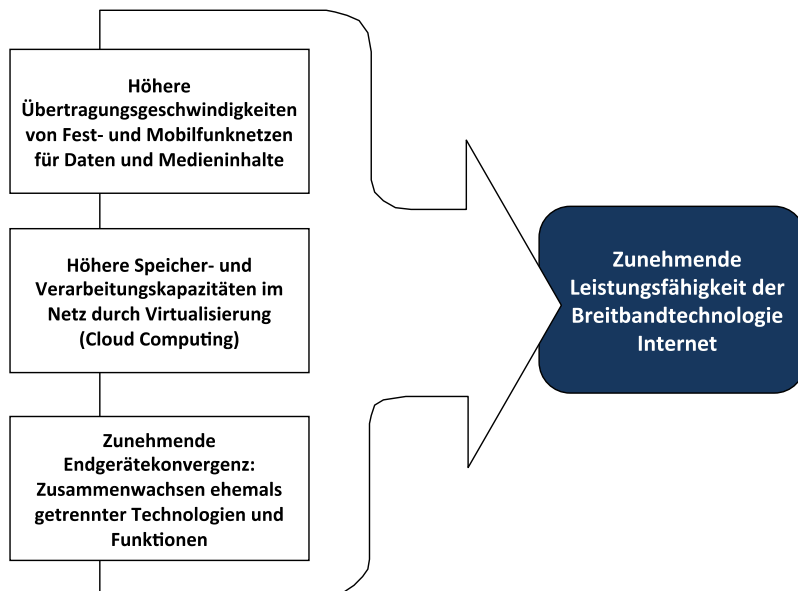 Höhere
Übertragungsgeschwindigkeiten
von Fest- und Mobilfunknetzen
für Daten und Medieninhalte
Höhere Speicher- und
Verarbeitungskapazitäten im
Netz durch Virtualisierung
(Cloud Computing)
Zunehmende
Endgerätekonvergenz:
Zusammenwachsen ehemals
getrennter Technologien und
Funktionen
Zunehmende
Leistungsfähigkeit der
Breitbandtechnologie
Internet